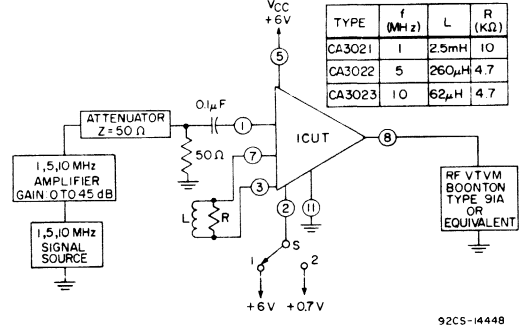 VCC
+6V
TYPE
f
(MHz)
L
R
(KΩ)
CA3021
1
2.5mH
10
CA3022
5
260μH
4.7
CA3023
10
62μH
4.7
5
ATTENUATOR
Z=50 Ω
0.1μF
1
ICUT
8
50Ω
7
3
2
11
L
R
1,5,10 MHz
AMPLIFIER
GAIN: 0 TO 45 dB
1,5,10 MHz
SIGNAL
SOURCE
RF VTVM
BOONTON
TYPE 91A
OR
EQUIVALENT
S
1
2
+6V
+0.7V
92CS-14448